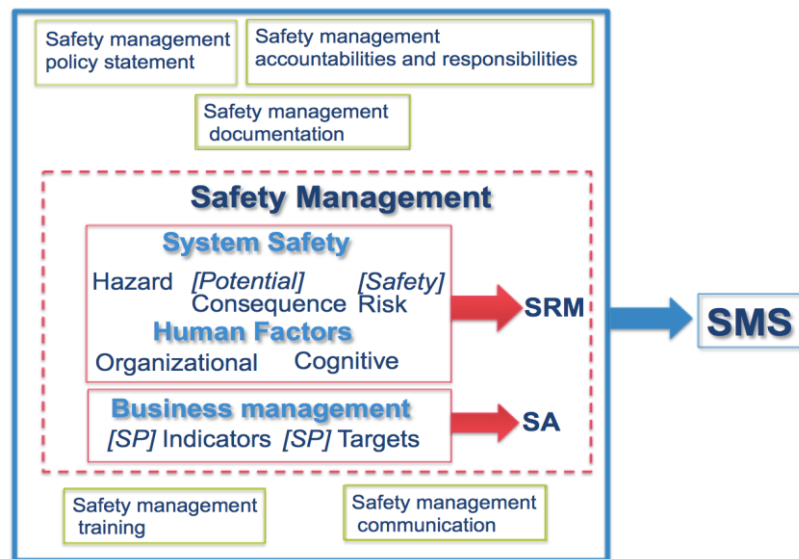 Safety management
policy statement
Safety management
accountabilities and responsibilities
Safety management
documentation
Safety Management
System Safety
Hazard [Potential] [Safety]
Consequence Risk
Human Factors
Organizational Cognitive
SRM
Business management
[SP] Indicators [SP] Targets
SA
Safety management
training
Safety management
communication
SMS